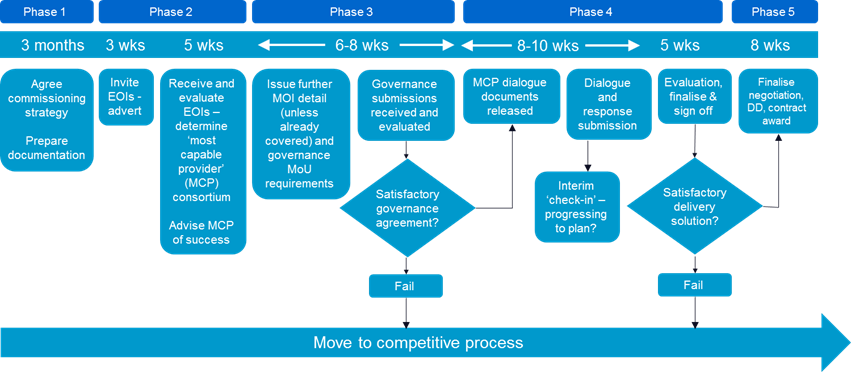 Phase 1
Phase 2
Phase 3
Phase 4
Phase 5
3 months
3 wks
5 wks
6-8 wks
8-10 wks
5 wks
8 wks
Agree
commissioning
strategy
Prepare
documentation
Invite
EOIs -
advert
Receive and
evaluate
EOIs –
determine
‘most
capable
provider’
(MCP)
consortium
Advise MCP
of success
Issue further
MOI detail
(unless
already
covered) and
governance
MoU
requirements
Governance
submissions
received and
evaluated
Satisfactory
governance
agreement?
Fail
MCP dialogue
documents
released
Dialogue
and
response
submission
Interim
‘check-in’ –
progressing
to plan?
Evaluation,
finalise &
sign off
Satisfactory
delivery
solution?
Fail
Finalise
negotiation,
DD, contract
award
Move to competitive process